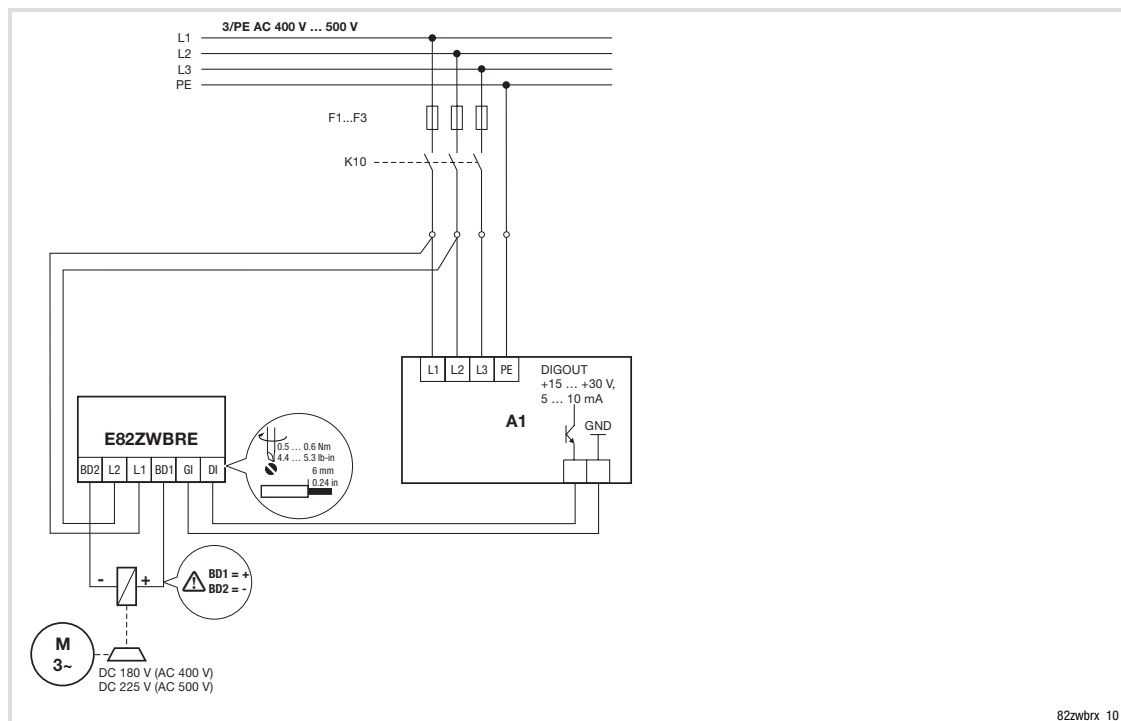 3/PE AC 400 V … 500 V
L1
L2
L3
PE
F1...F3
K10
L1 L2 L3 PE
DIGOUT
+15 … +30 V,
5 … 10 mA
A1
GND
E82ZWBRE
BD2 L2 L1 BD1 GI DI
0.5 … 0.6 Nm
4.4 … 5.3 lb-in
6 mm
0.24 in
- +
BD1 = +
BD2 = -
M
3~
DC 180 V (AC 400 V)
DC 225 V (AC 500 V)
82zwbrx_10